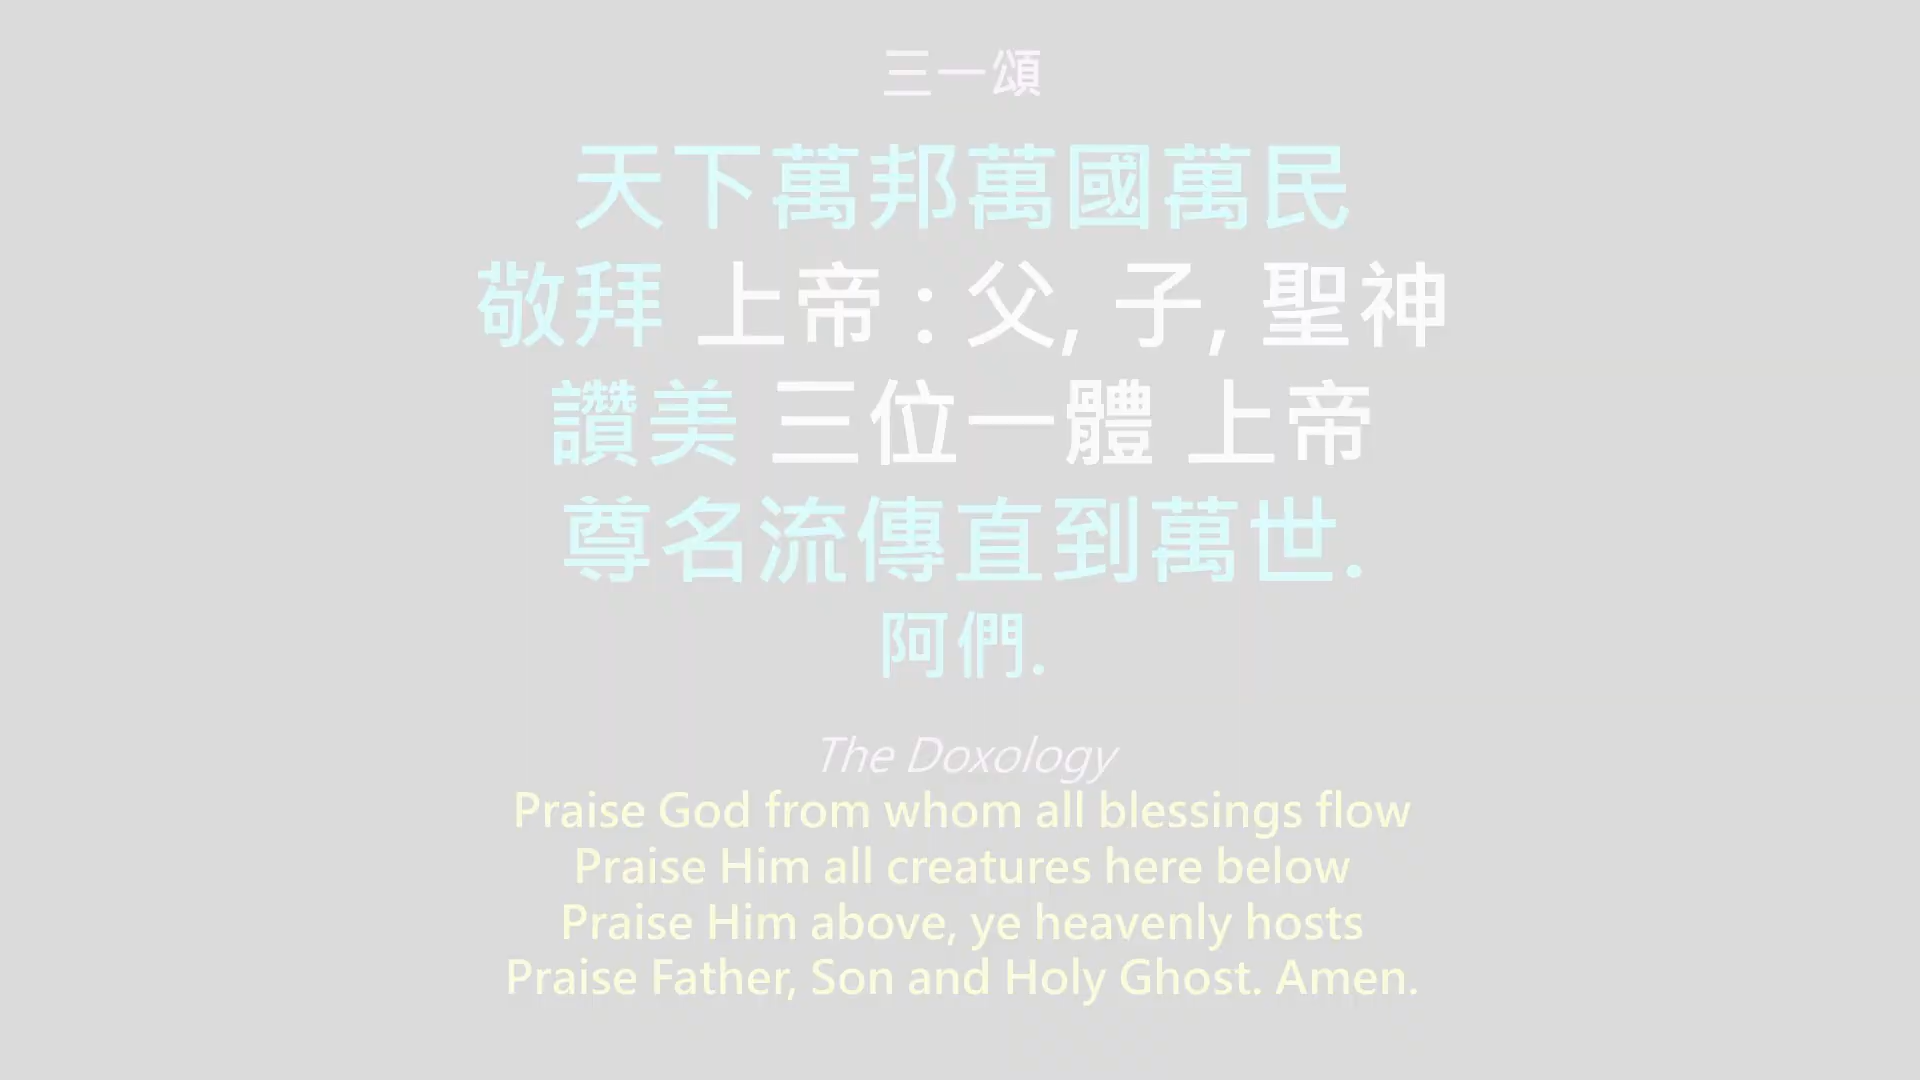 三一頌
天下萬邦萬國萬民
敬拜 上帝 : 父, 子, 聖神
讚美 三位一體 上帝
尊名流傳直到萬世.
阿們.
The Doxology
Praise God from whom all blessings flow
Praise Him all creatures here below
Praise Him above, ye heavenly hosts
Praise Father, Son and Holy Ghost. Amen.